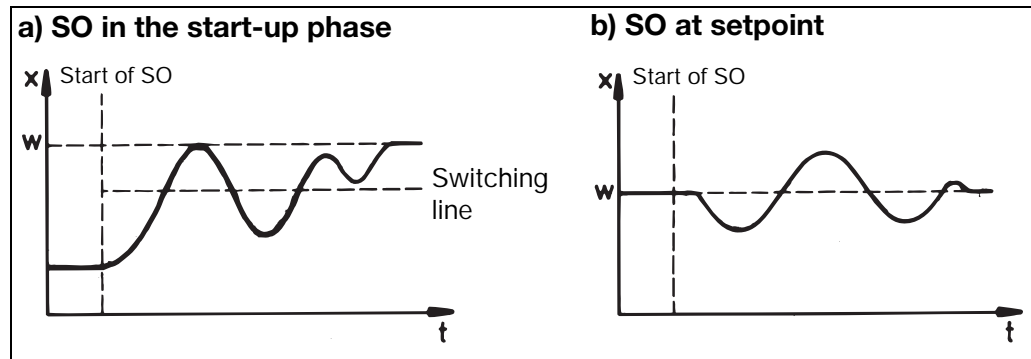 a) SO in the start-up phase
x
Start of SO
w
Switching
line
t
b) SO at setpoint
x
Start of SO
w
t